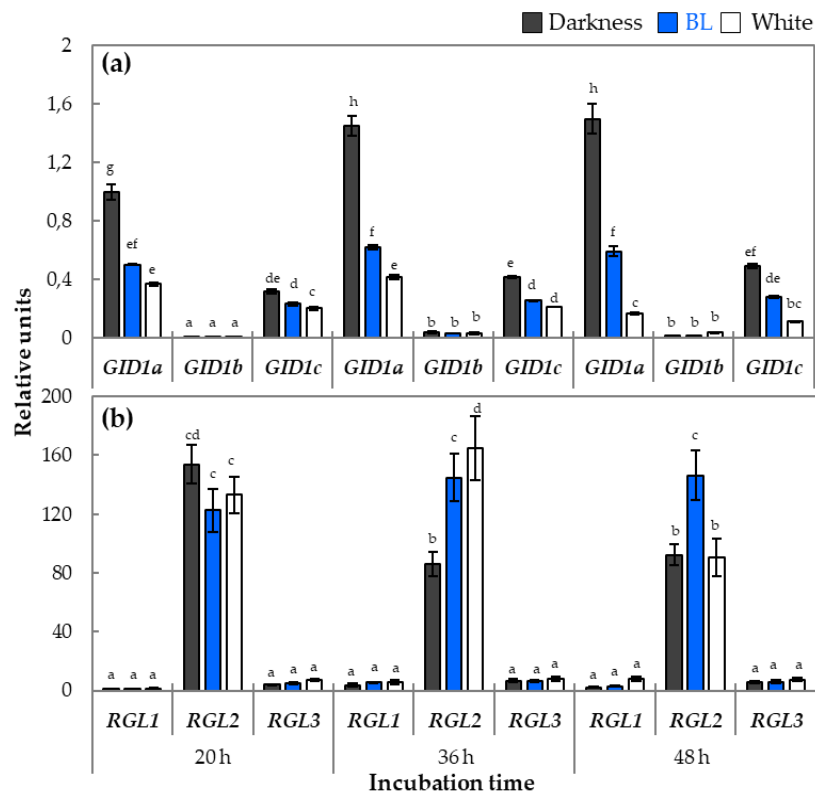 Darkness BL White
(a)
2
1,6
1,2
0,8
0,4
0
g ef e a a a de d c h f e b b b e d d h f c b b b ef de bc
GID1a GID1b GID1c GID1a GID1b GID1c GID1a GID1b GID1c
Relative units
(b)
200
160
120
80
40
0
a a a cd c c a a a a a a b c d a a a a a a b c b a a a
RGL1 RGL2 RGL3 RGL1 RGL2 RGL3 RGL1 RGL2 RGL3
20 h 36 h 48 h
Incubation time